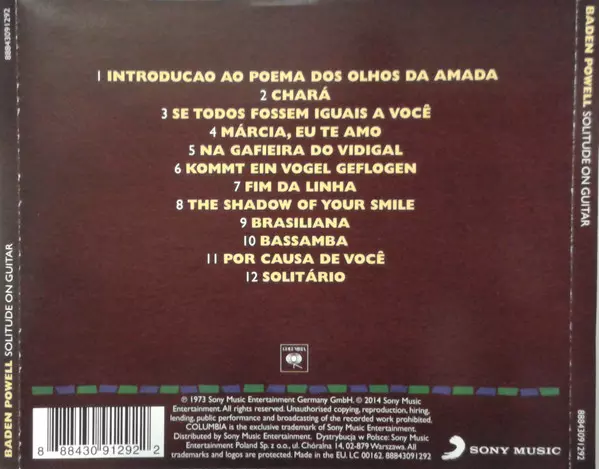 88843091292
BADEN POWELL SOLITUDE ON GUITAR
1 INTRODUCAO AO POEMA DOS OLHOS DA AMADA
2 CHARÁ
3 SE TODOS FOSSEM IGUAIS A VOCÊ
4 MÁRCIA, EU TE AMO
5 NA GAFIEIRA DO VIDIGAL
6 KOMMT EIN VOGEL GEFLOGEN
7 FIM DA LINHA
8 THE SHADOW OF YOUR SMILE
9 BRASILIANA
10 BASSAMBA
11 POR CAUSA DE VOCÊ
12 SOLITÁRIO
COLUMBIA
℗ 1973 Sony Music Entertainment Germany GmbH. © 2014 Sony Music
Entertainment. All rights reserved. Unauthorised copying, reproduction, hiring,
lending, public performance and broadcasting of the recorded work prohibited.
COLUMBIA is the exclusive trademark of Sony Music Entertainment.
Distributed by Sony Music Entertainment. Dystrybucja w Polsce: Sony Music
Entertainment Poland Sp. z o.o., ul. Chóralna 14, 02-879 Warszawa. All
trademarks and logos are protected. Made in the E.U. LC 00162. 88843091292
8 88430 91292 2
SONY MUSIC
BADEN POWELL SOLITUDE ON GUITAR
88843091292